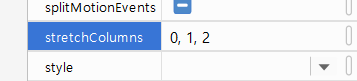 splitMotionEvents
stretchColumns 0, 1, 2
style